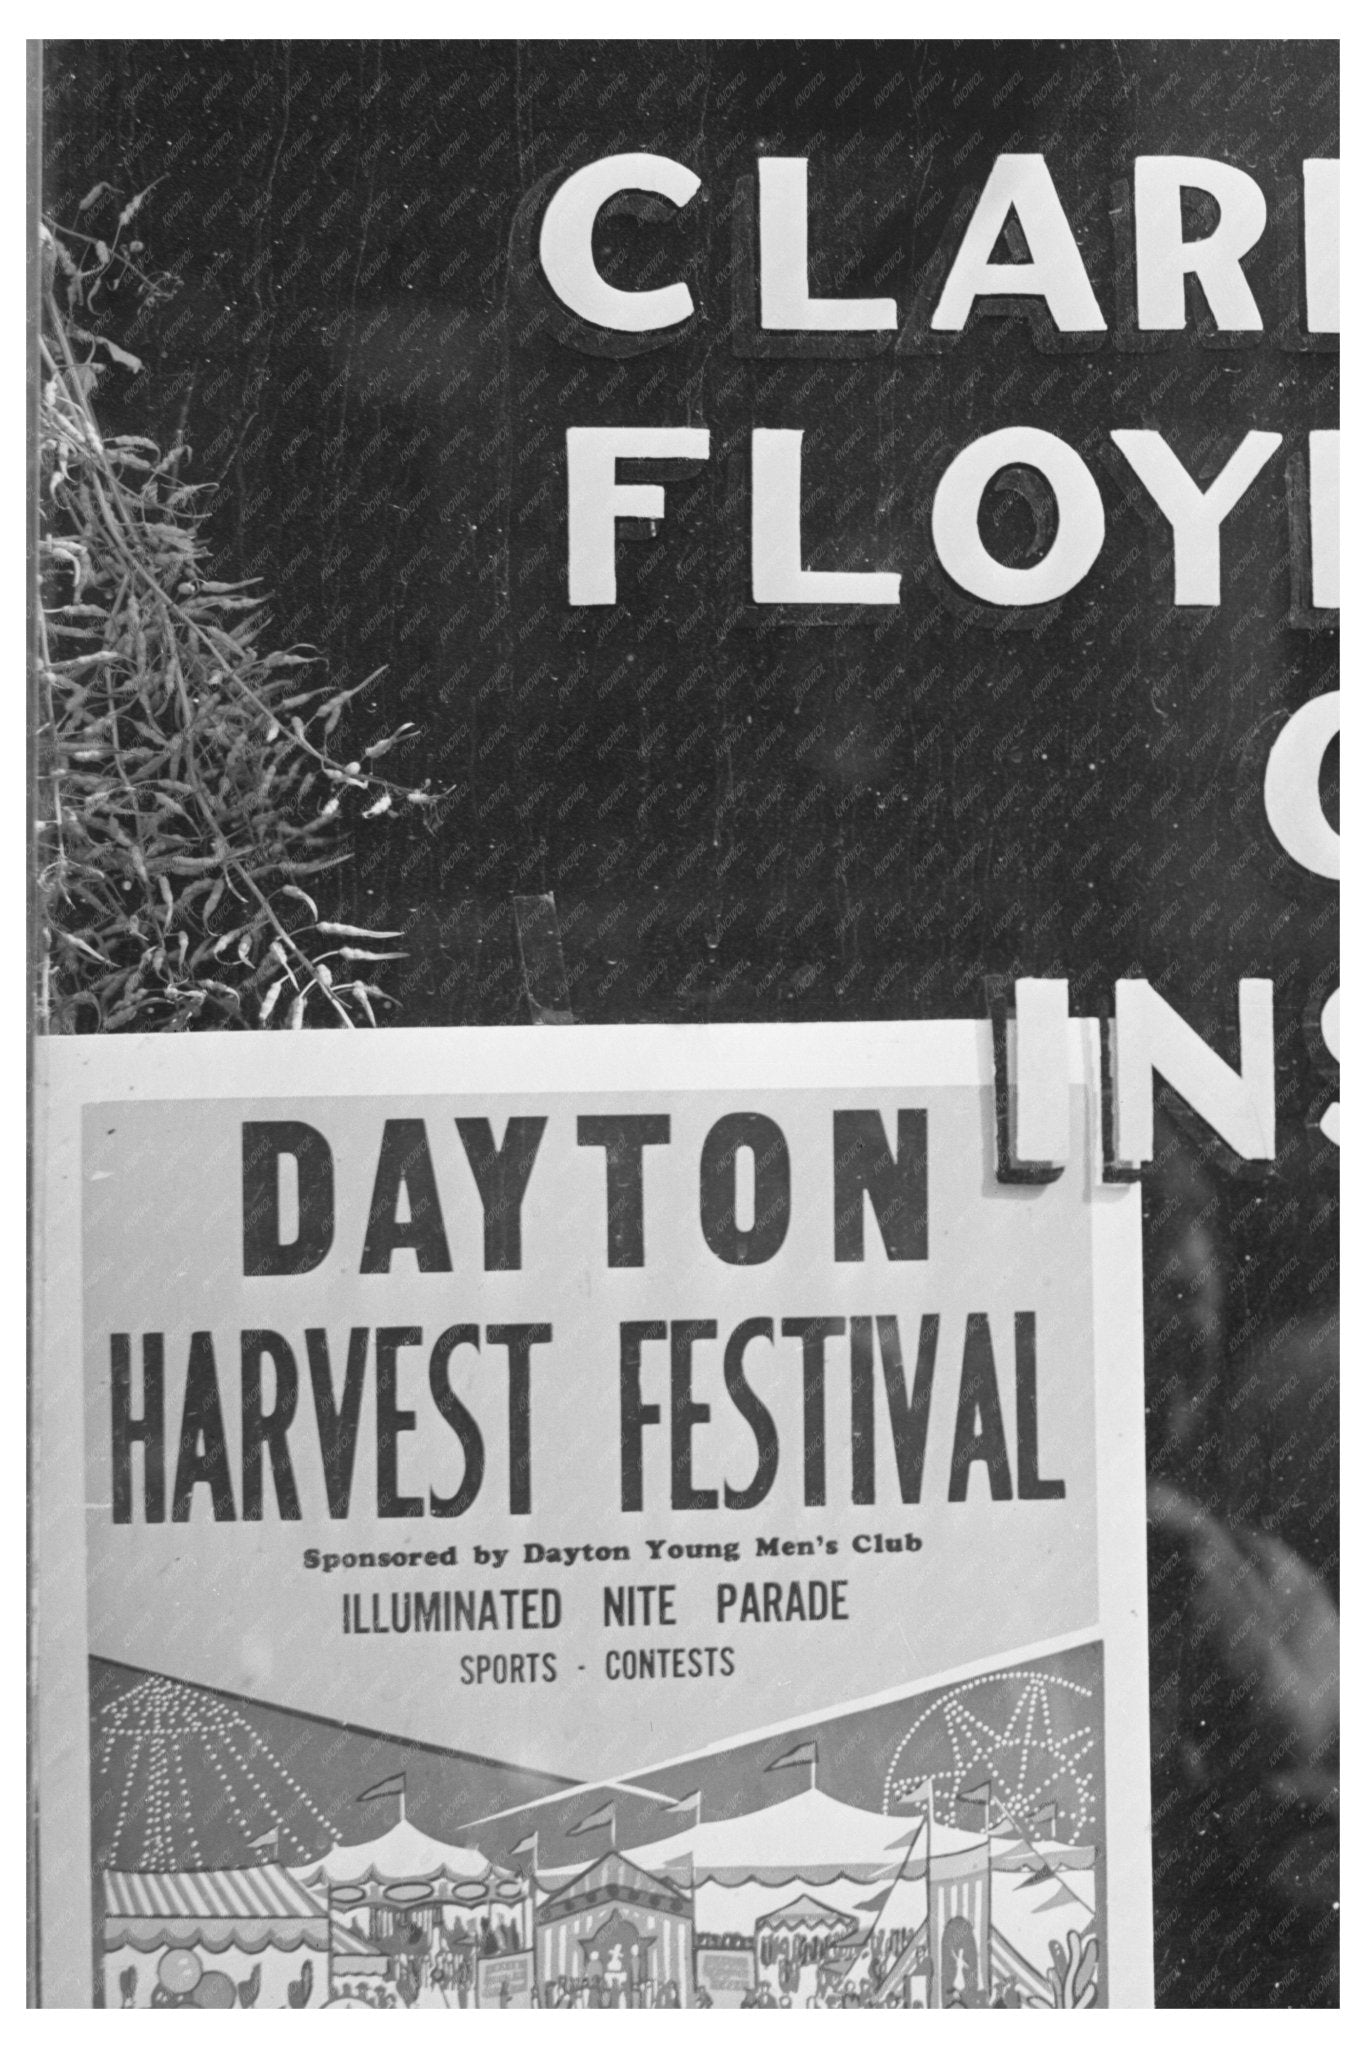 CLAR
FLOY
INS
DAYTON
HARVEST FESTIVAL
Sponsored by Dayton Young Men's Club
ILLUMINATED NITE PARADE
SPORTS - CONTESTS